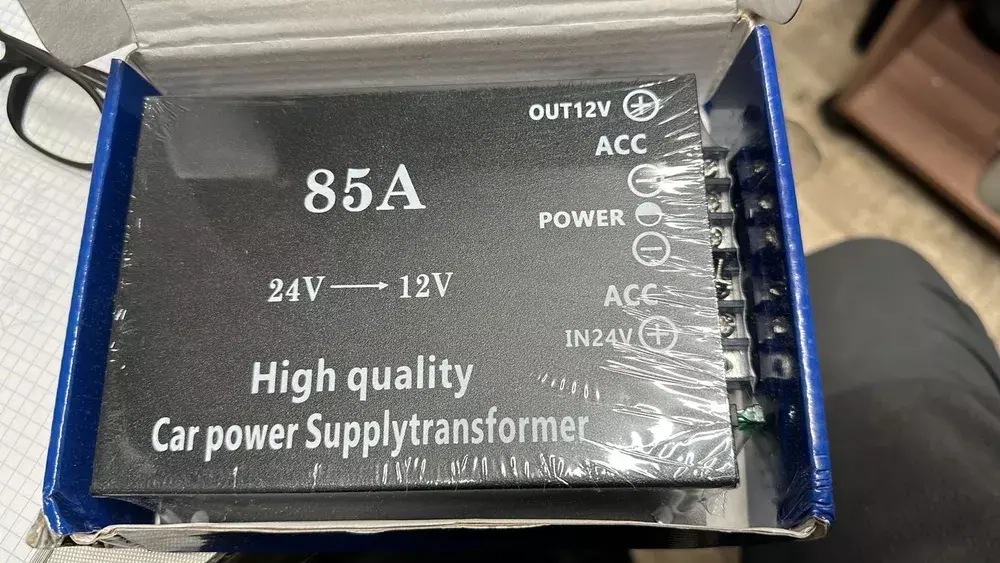 OUT12V
ACC
85A
POWER
24V → 12V
ACC
IN24V
High quality
Car power Supplytransformer